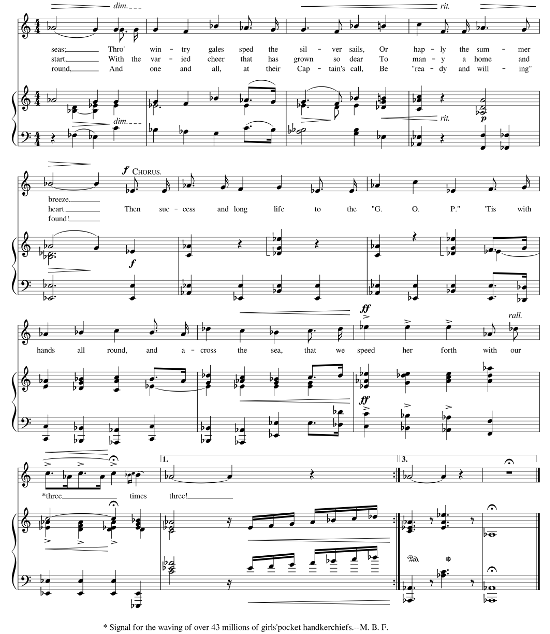 dim.
rit.
seas; Thro' win - try gales sped the sil - ver sails, Or hap - ly the sum - mer
start, With the var - ied cheer that has grown so dear To man - y a home and
round, And one and all, at their Cap - tain's call, Be "rea - dy and will - ing"
dim.
rit.
p
f CHORUS.
breeze.
heart Then suc - cess and long life to the "G. O. P." 'Tis with
found!
f
ff
rall.
hands all round, and a - cross the sea, that we speed her forth with our
ff
1.
3.
*three times three!
* Signal for the waving of over 43 millions of girls'pocket handkerchiefs.–M. B. F.